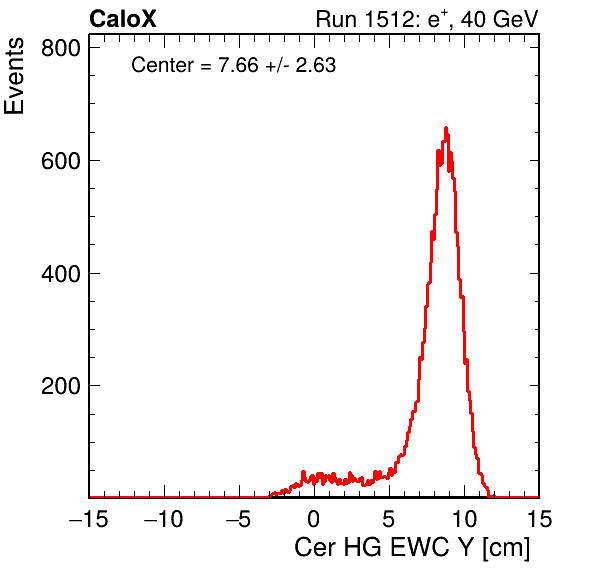 CaloX Run 1512: e+, 40 GeV
Events
Center = 7.66 +/- 2.63
800
600
400
200
−15 −10 −5 0 5 10 15
Cer HG EWC Y [cm]